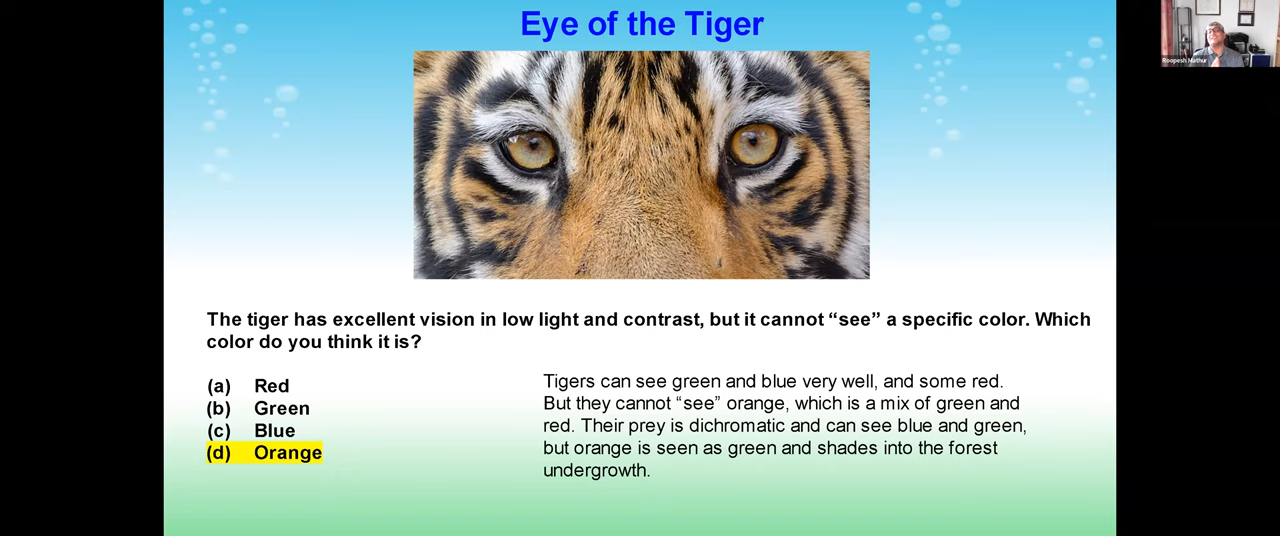 Eye of the Tiger
Roopesh Mathur
The tiger has excellent vision in low light and contrast, but it cannot “see” a specific color. Which
color do you think it is?
(a) Red
(b) Green
(c) Blue
(d) Orange
Tigers can see green and blue very well, and some red.
But they cannot “see” orange, which is a mix of green and
red. Their prey is dichromatic and can see blue and green,
but orange is seen as green and shades into the forest
undergrowth.